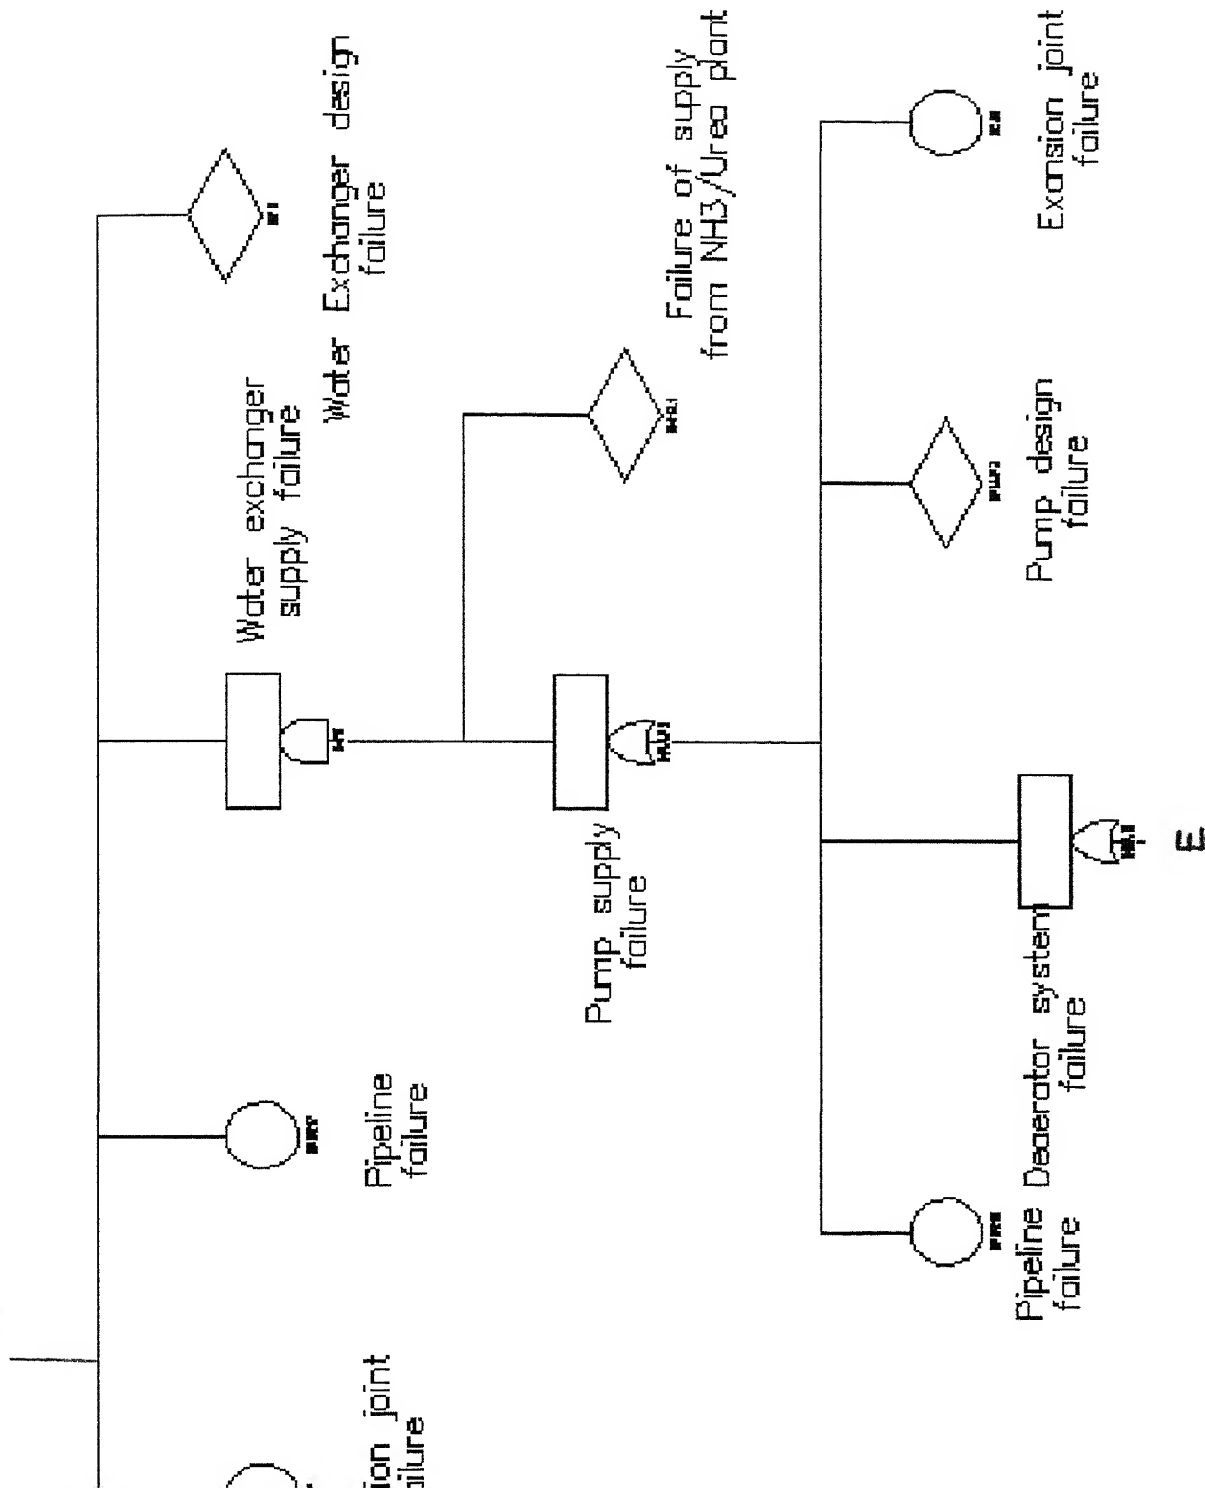 Water Exchanger design
failure
Water exchanger
supply failure
Failure of supply
from NH3/Urea plant
Exansion joint
failure
Pump design
failure
Pump supply
failure
Deaerator system
failure
E
Pipeline
failure
Pipeline
failure
ion joint
ilure